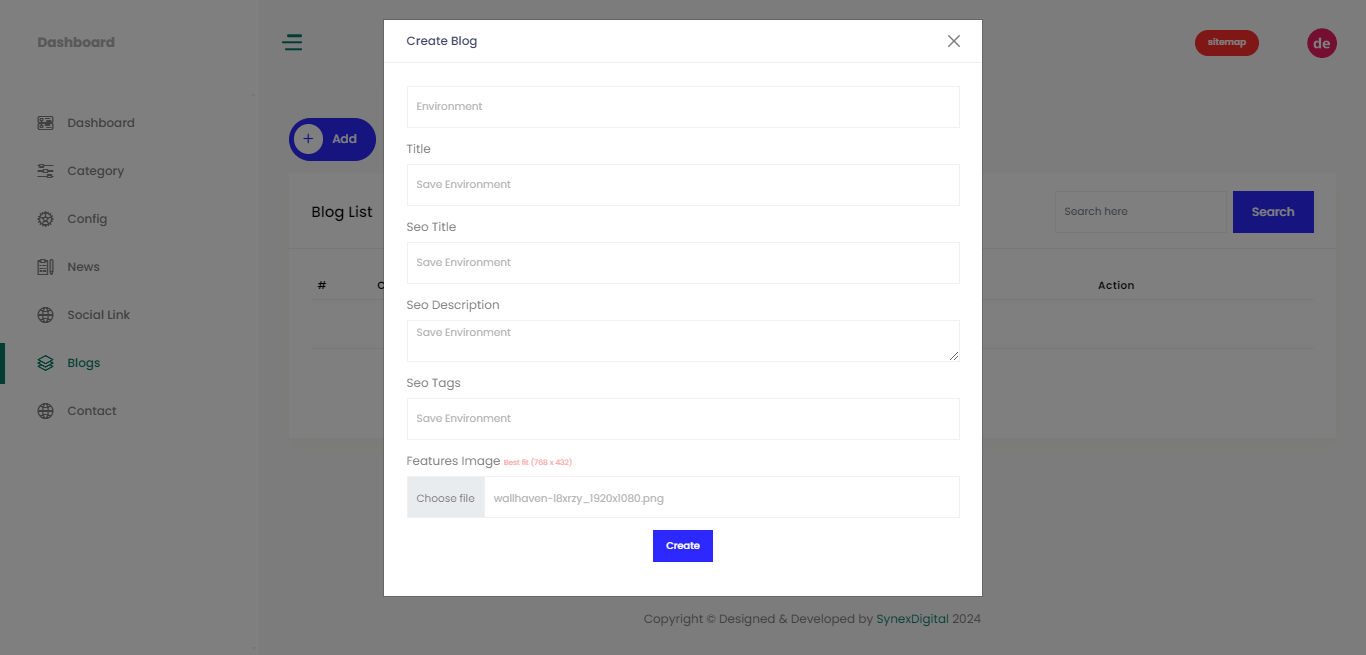 Dashboard
Dashboard
Category
Config
News
Social Link
Blogs
Contact
sitemap
de
+ Add
Blog List
Search here
Search
#
C
Action
Create Blog
Environment
Title
Save Environment
Seo Title
Save Environment
Seo Description
Save Environment
Seo Tags
Save Environment
Features Image Best fit (768 x 432)
Choose file wallhaven-l8xrzy_1920x1080.png
Create
Copyright © Designed & Developed by SynexDigital 2024